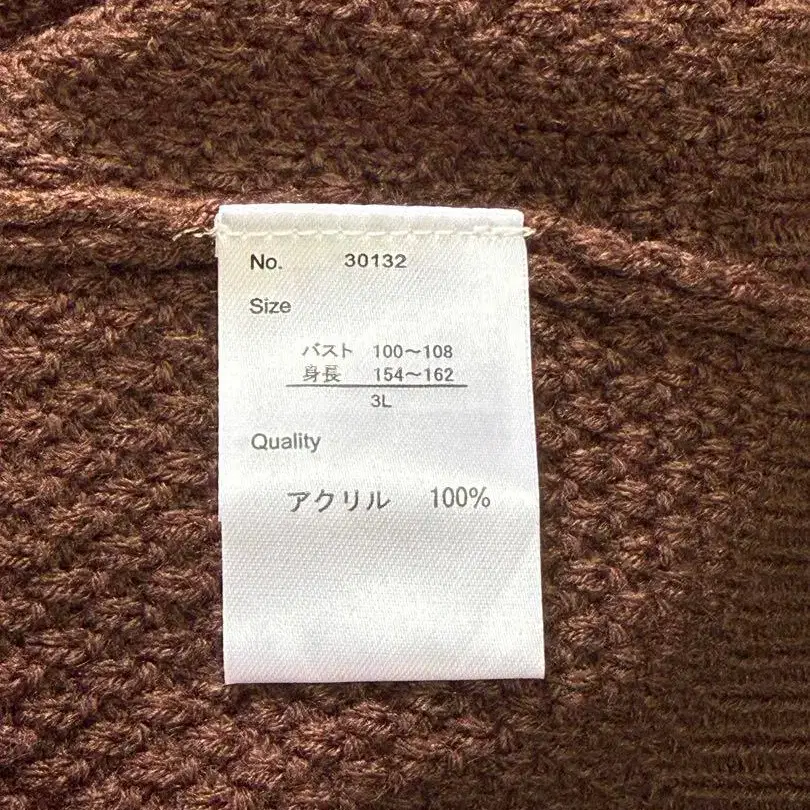 No. 30132
Size
バスト 100〜108
身長 154〜162
3L
Quality
アクリル 100%